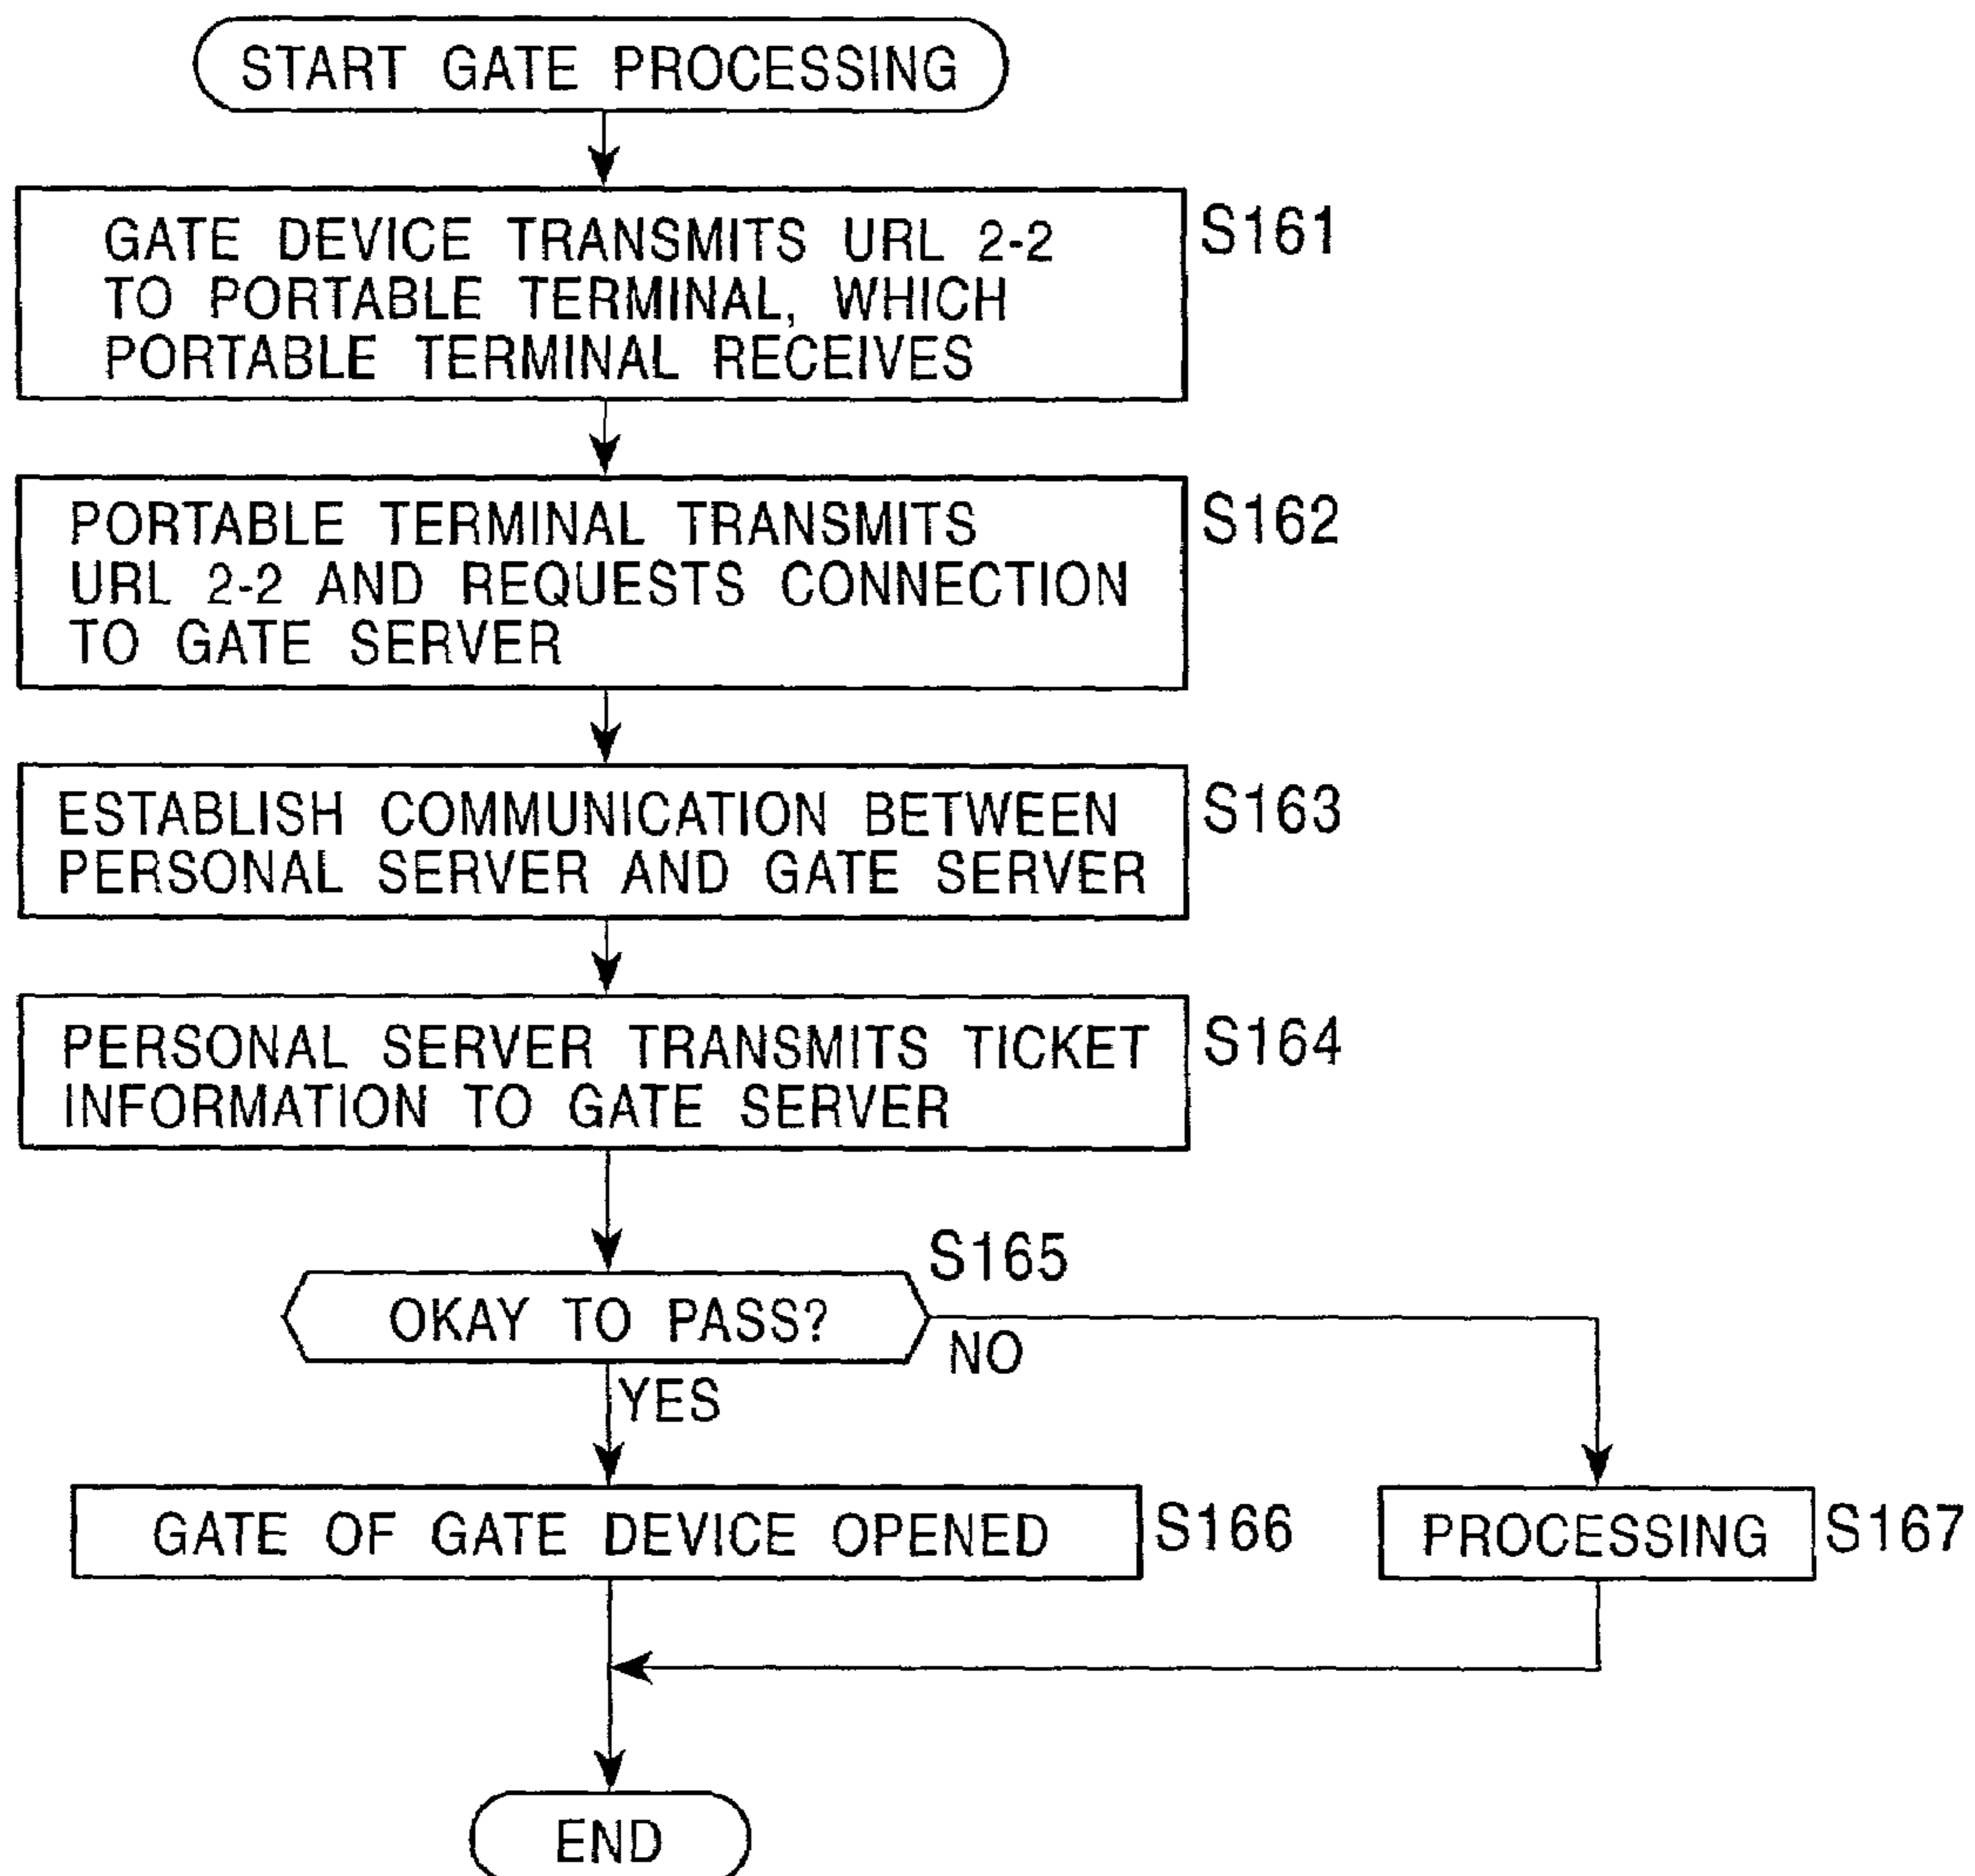 START GATE PROCESSING
GATE DEVICE TRANSMITS URL 2-2
TO PORTABLE TERMINAL, WHICH
PORTABLE TERMINAL RECEIVES
S161
PORTABLE TERMINAL TRANSMITS
URL 2-2 AND REQUESTS CONNECTION
TO GATE SERVER
S162
ESTABLISH COMMUNICATION BETWEEN
PERSONAL SERVER AND GATE SERVER
S163
PERSONAL SERVER TRANSMITS TICKET
INFORMATION TO GATE SERVER
S164
S165
OKAY TO PASS?
NO
YES
GATE OF GATE DEVICE OPENED
S166
PROCESSING
S167
END